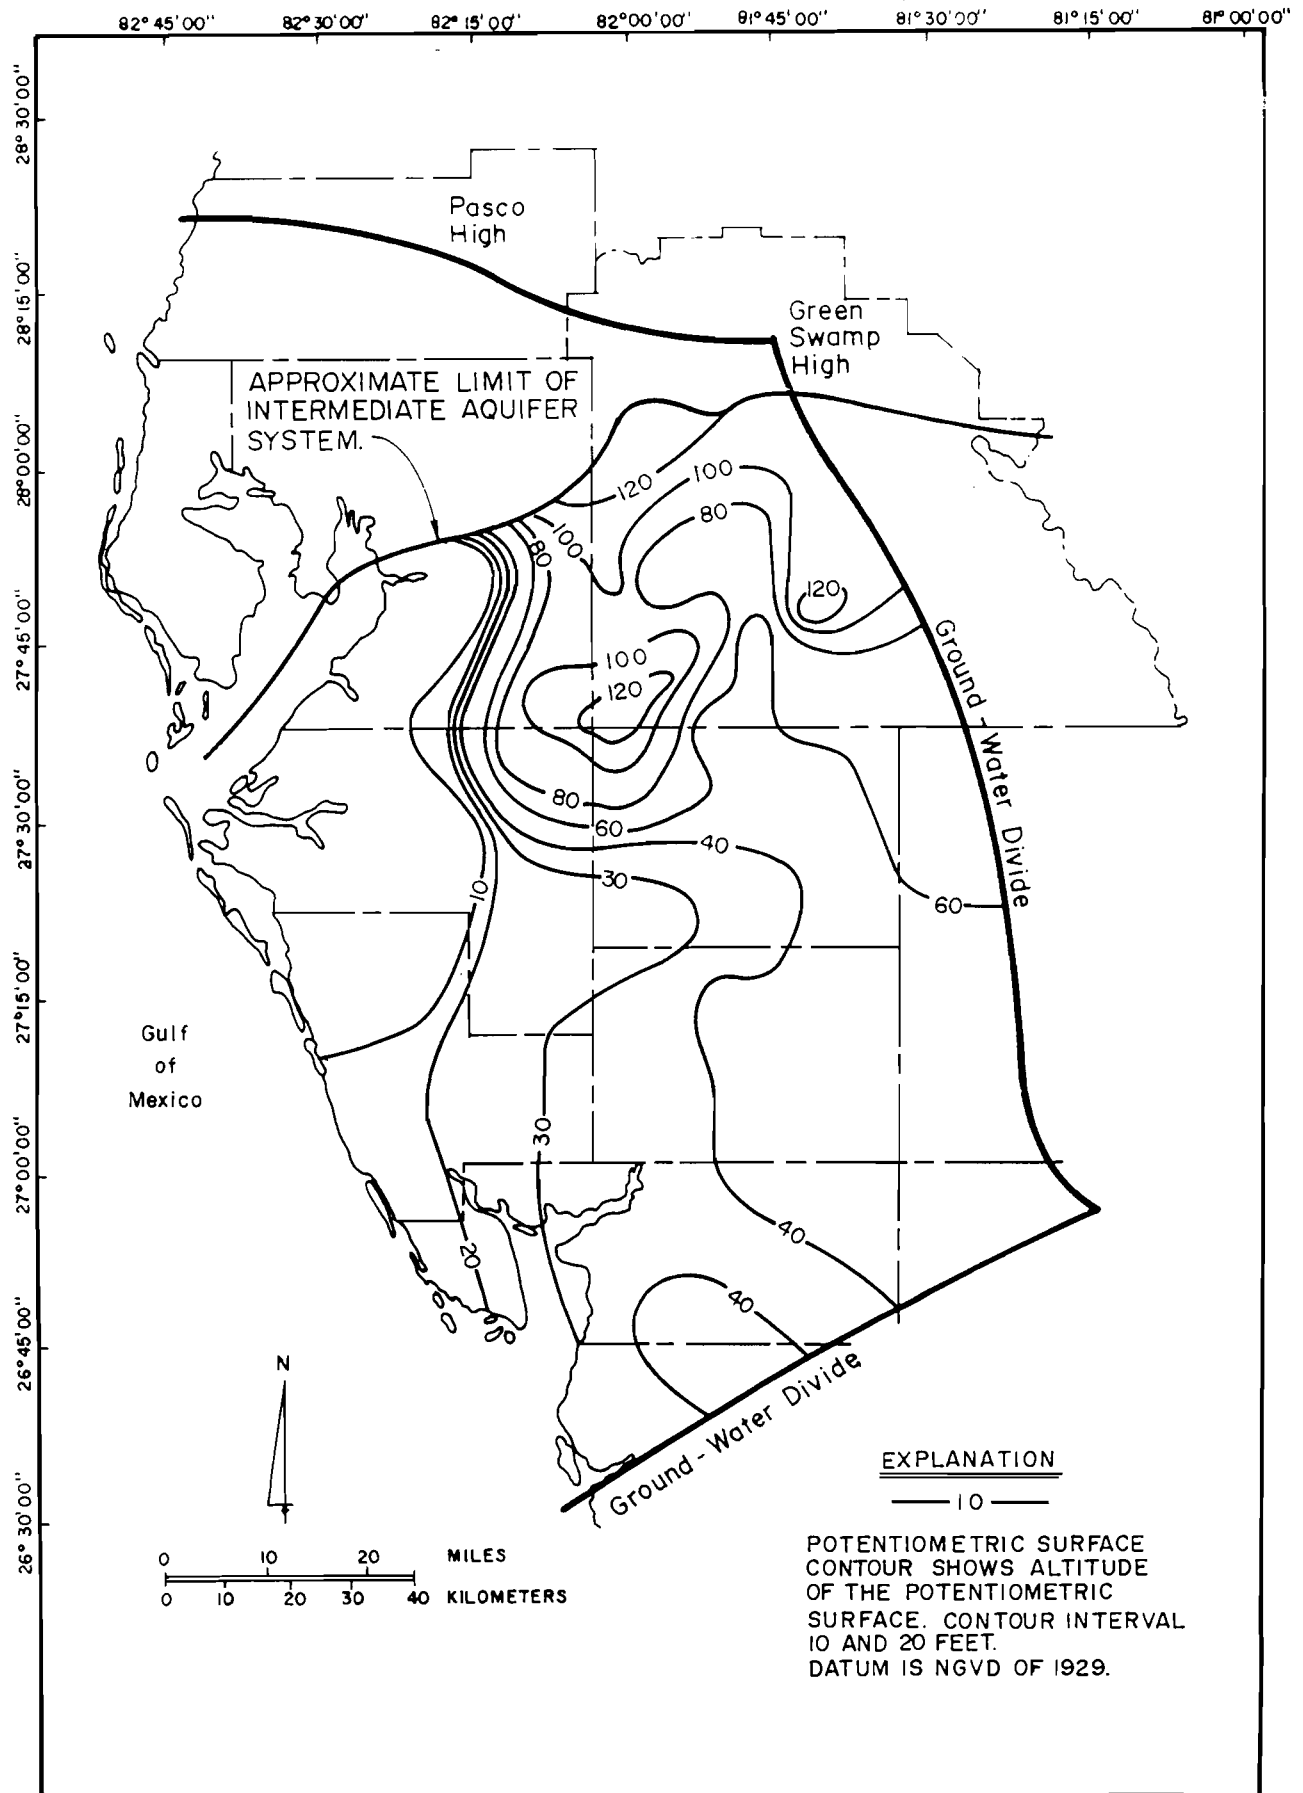 82° 45' 00"
82° 30' 00"
82° 15' 00"
82° 00' 00"
81° 45' 00"
81° 30' 00"
81° 15' 00"
81° 00' 00"
28° 30' 00"
28° 15' 00"
28° 00' 00"
27° 45' 00"
27° 30' 00"
27° 15' 00"
27° 00' 00"
26° 45' 00"
26° 30' 00"
Pasco
High
Green
Swamp
High
APPROXIMATE LIMIT OF
INTERMEDIATE AQUIFER
SYSTEM.
120
100
80
100
80
120
100
120
80
60
40
30
10
60
30
40
20
40
Ground-Water Divide
Gulf
of
Mexico
Ground-Water Divide
N
0 10 20 MILES
0 10 20 30 40 KILOMETERS
EXPLANATION
10
POTENTIOMETRIC SURFACE
CONTOUR SHOWS ALTITUDE
OF THE POTENTIOMETRIC
SURFACE. CONTOUR INTERVAL
10 AND 20 FEET.
DATUM IS NGVD OF 1929.